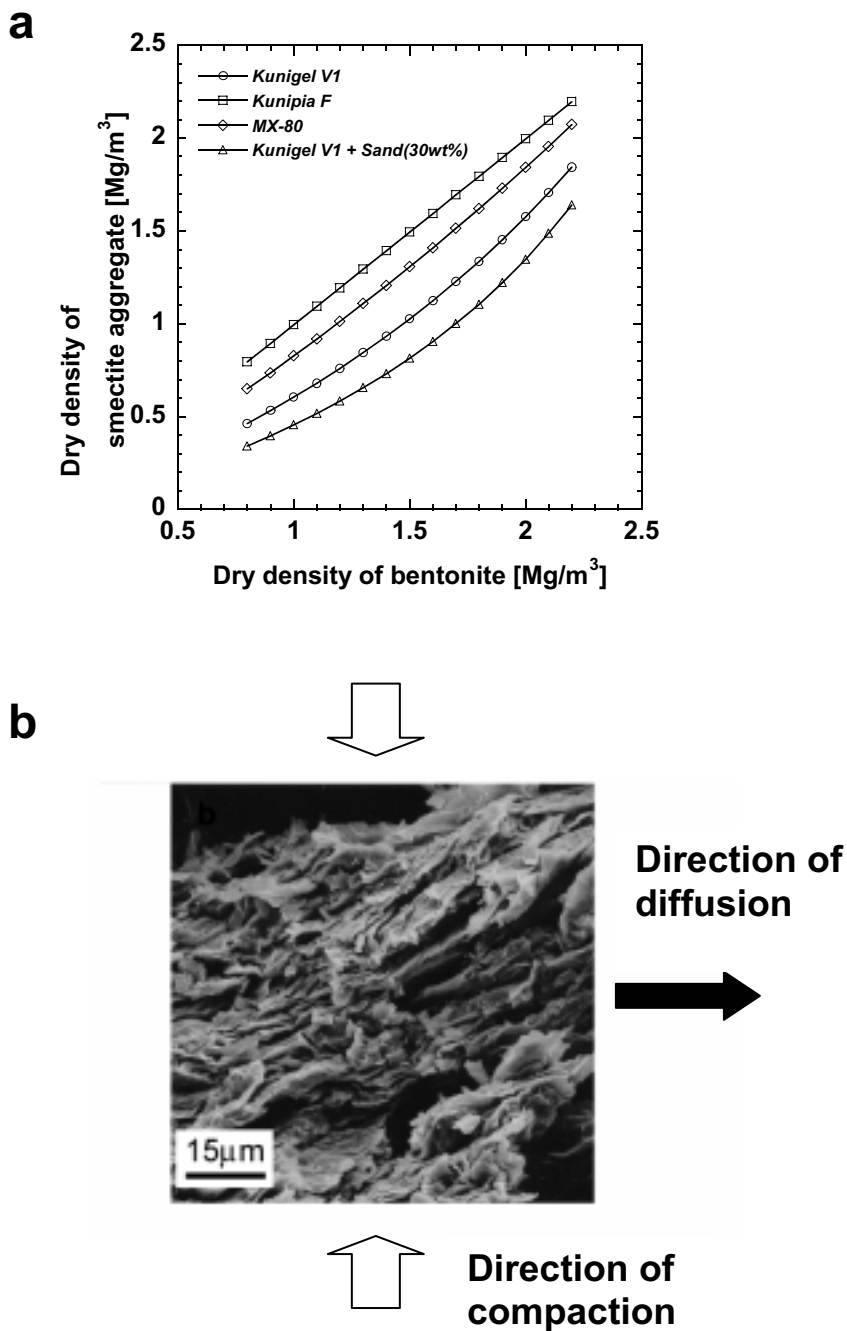 a
2.5
2
1.5
1
0.5
0
Kunigel V1
Kunipia F
MX-80
Kunigel V1 + Sand(30wt%)
Dry density of
smectite aggregate [Mg/m³]
0.5 1 1.5 2 2.5
Dry density of bentonite [Mg/m³]
b
b
Direction of
diffusion
15μm
Direction of
compaction